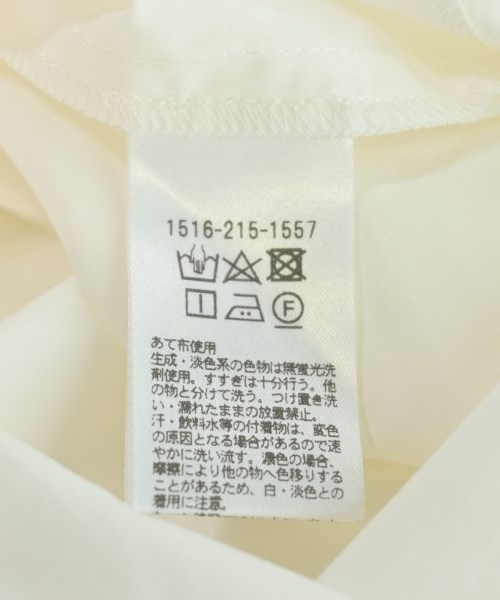 1516-215-1557
F
あて布使用
生成・淡色系の色物は無蛍光洗
剤使用。すすぎは十分行う。他
の物と分けて洗う。つけ置き洗
い・濡れたままの放置禁止。
汗・飲料水等の付着物は、変色
の原因となる場合があるので速
やかに洗い流す。濃色の場合、
摩擦により他の物へ色移りする
ことがあるため、白・淡色との
着用に注意。